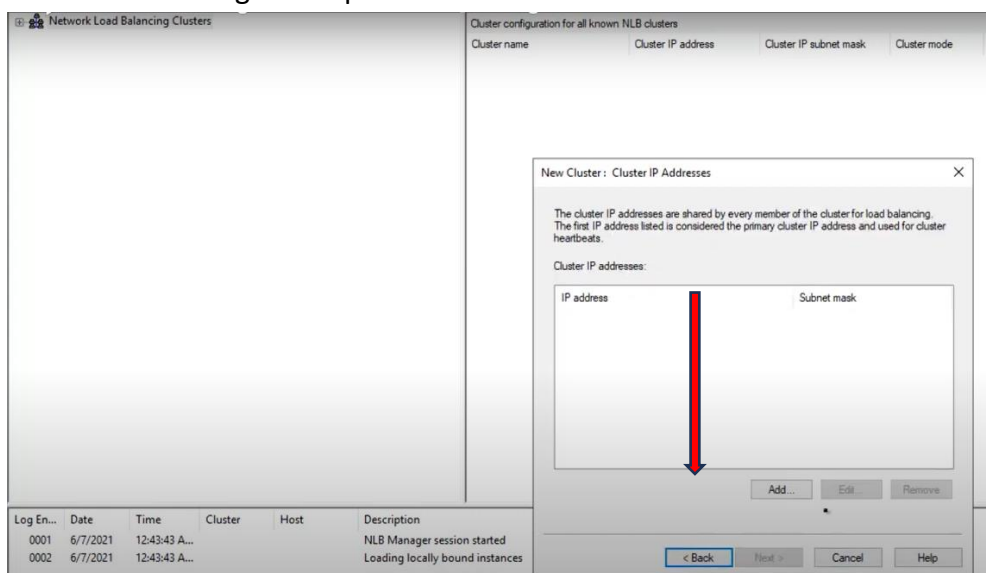 Network Load Balancing Clusters
Cluster configuration for all known NLB clusters
Cluster name Cluster IP address Cluster IP subnet mask Cluster mode
New Cluster : Cluster IP Addresses
The cluster IP addresses are shared by every member of the cluster for load balancing.
The first IP address listed is considered the primary cluster IP address and used for cluster
heartbeats.
Cluster IP addresses:
IP address Subnet mask
Add... Edit... Remove
< Back Next > Cancel Help
Log En... Date Time Cluster Host Description
0001 6/7/2021 12:43:43 A... NLB Manager session started
0002 6/7/2021 12:43:43 A... Loading locally bound instances